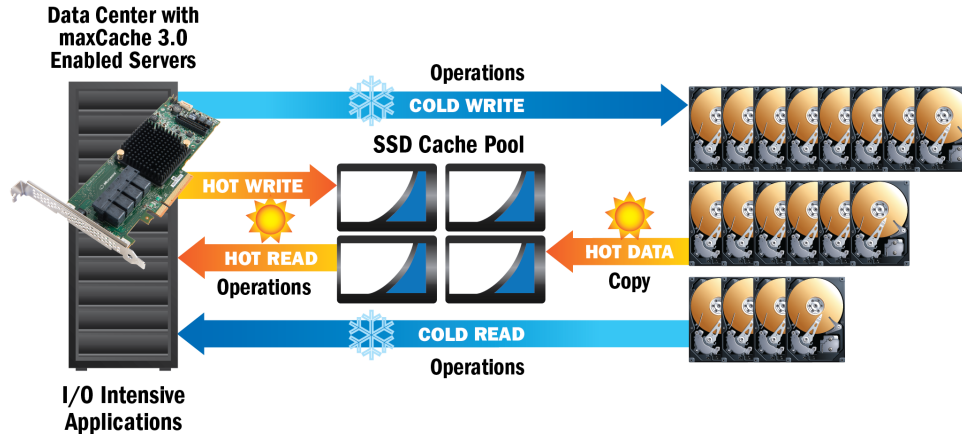 Data Center with
maxCache 3.0
Enabled Servers
Operations
COLD WRITE
SSD Cache Pool
HOT WRITE
HOT READ
Operations
HOT DATA
Copy
COLD READ
Operations
I/O Intensive
Applications